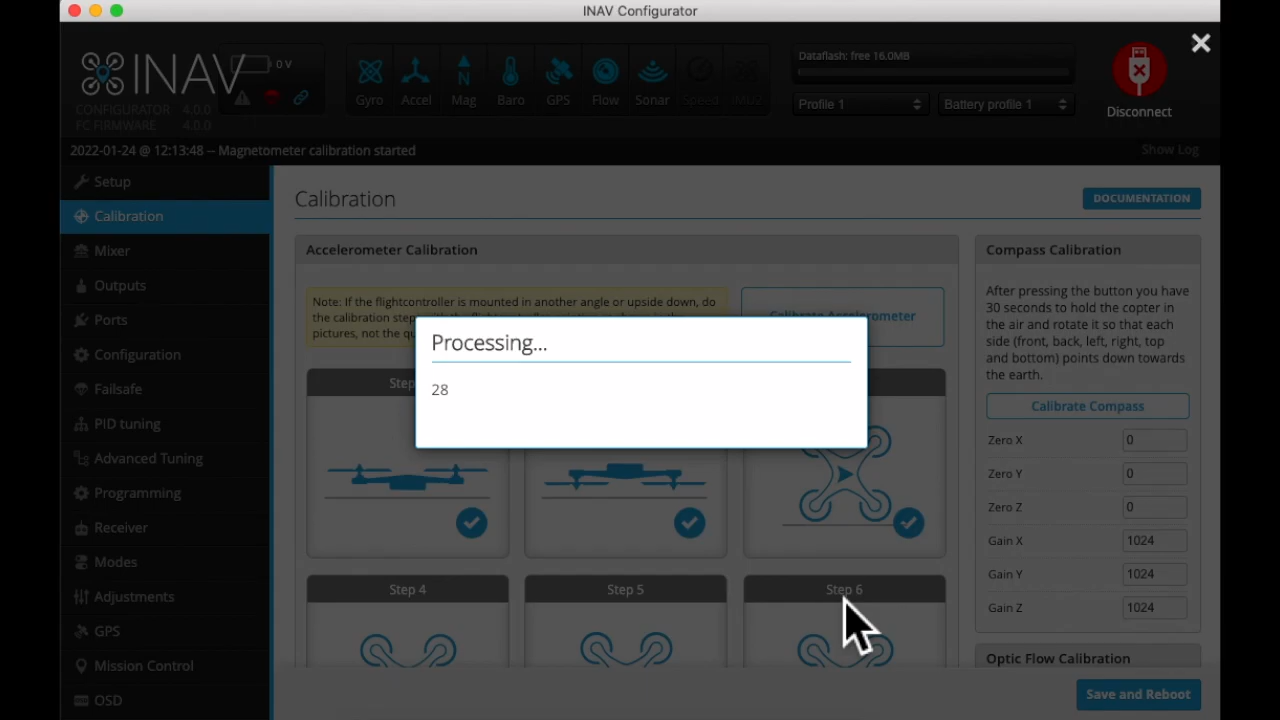 INAV Configurator
INAV
CONFIGURATOR 4.0.0
FC FIRMWARE 4.0.0
0 V
Gyro
Accel
Mag
Baro
GPS
Flow
Sonar
Speed
IMU2
Dataflash: free 16.0MB
Profile 1
Battery profile 1
Disconnect
2022-01-24 @ 12:13:48 -- Magnetometer calibration started
Show Log
Setup
Calibration
Mixer
Outputs
Ports
Configuration
Failsafe
PID tuning
Advanced Tuning
Programming
Receiver
Modes
Adjustments
GPS
Mission Control
OSD
Calibration
DOCUMENTATION
Accelerometer Calibration
Note: If the flightcontroller is mounted in another angle or upside down, do
the calibration step
pictures, not the qu
Calibrate Accelerometer
Processing...
28
Step
Step 4
Step 5
Step 6
Compass Calibration
After pressing the button you have
30 seconds to hold the copter in
the air and rotate it so that each
side (front, back, left, right, top
and bottom) points down towards
the earth.
Calibrate Compass
Zero X 0
Zero Y 0
Zero Z 0
Gain X 1024
Gain Y 1024
Gain Z 1024
Optic Flow Calibration
Save and Reboot